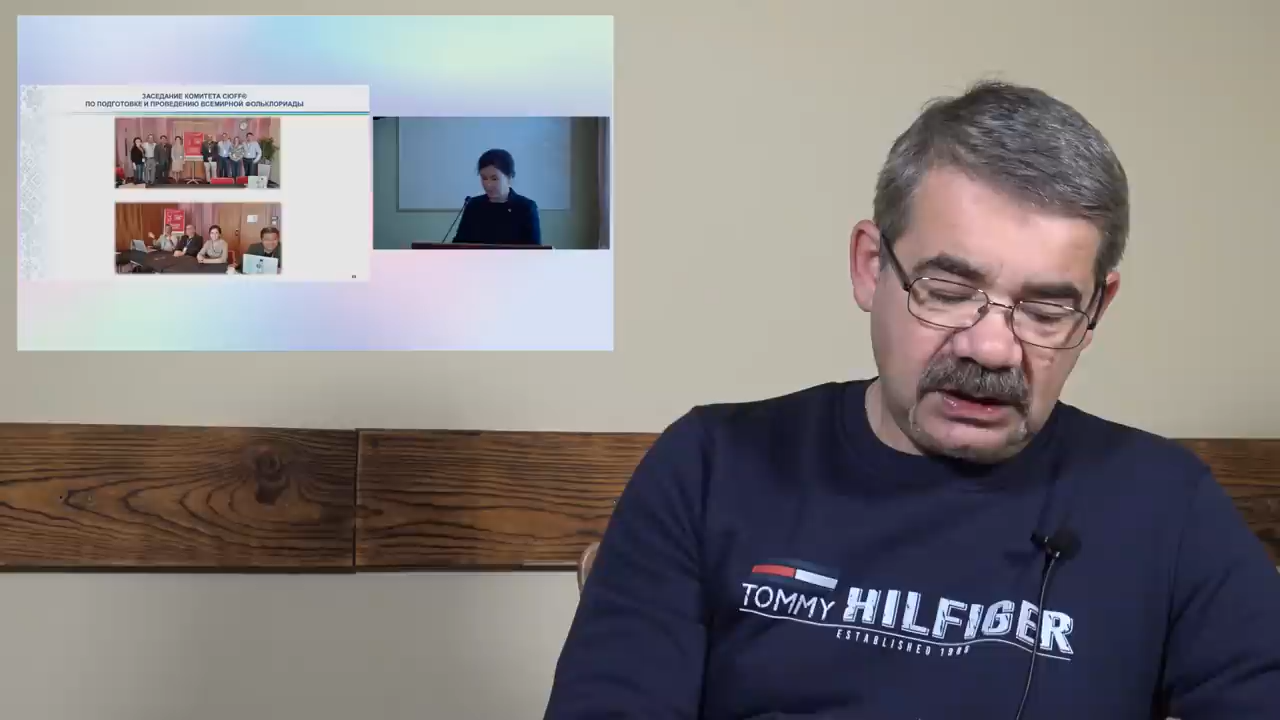 ЗАСЕДАНИЕ КОМИТЕТА CIOFF®
ПО ПОДГОТОВКЕ И ПРОВЕДЕНИЮ ВСЕМИРНОЙ ФОЛЬКЛОРИАДЫ
TOMMY HILFIGER
ESTABLISHED 1985